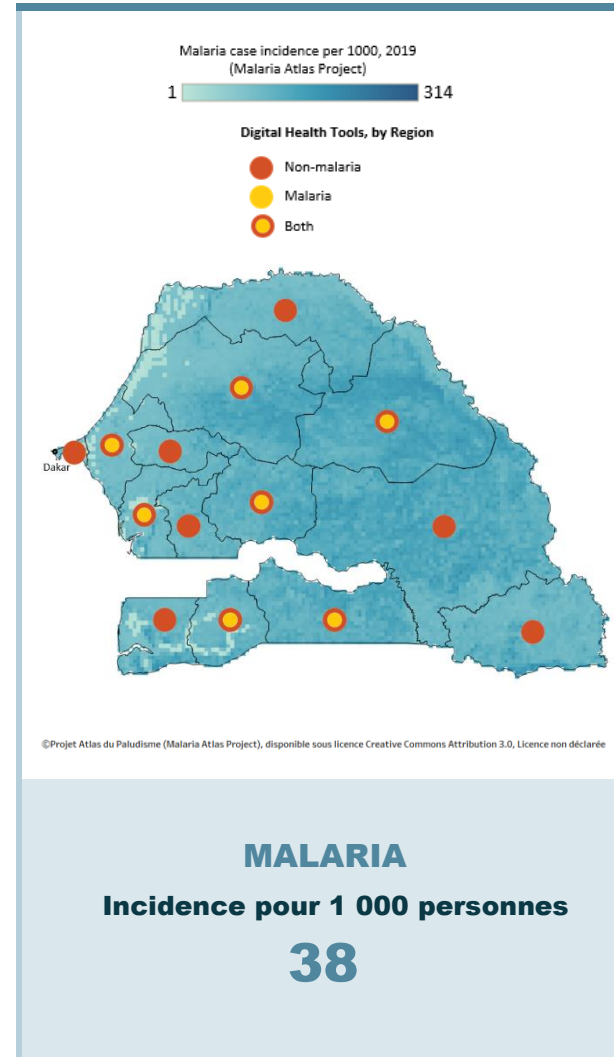 Malaria case incidence per 1000, 2019
(Malaria Atlas Project)
1 314
Digital Health Tools, by Region
Non-malaria
Malaria
Both
Dakar
©Projet Atlas du Paludisme (Malaria Atlas Project), disponible sous licence Creative Commons Attribution 3.0, Licence non déclarée
MALARIA
Incidence pour 1 000 personnes
38